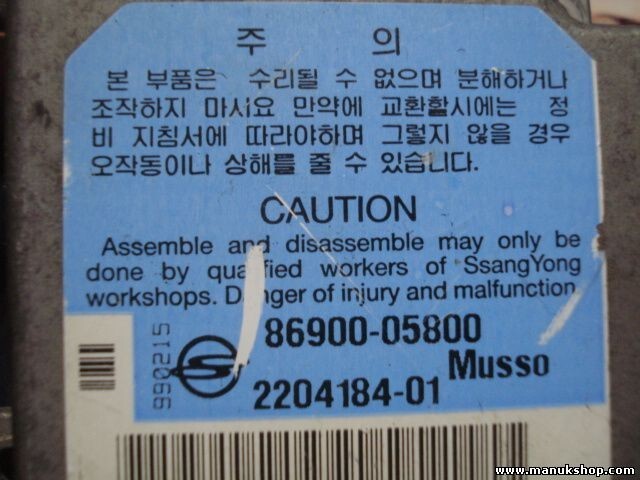 주 의
본 부품은 수리될 수 없으며 분해하거나
조작하지 마시요 만약에 교환할시에는 정
비 지침서에 따라야하며 그렇지 않을 경우
오작동이나 상해를 줄 수 있습니다.
CAUTION
Assemble and disassemble may only be
done by qualified workers of SsangYong
workshops. Danger of injury and malfunction
990215
86900-05800
Musso
2204184-01
www.manukshop.com